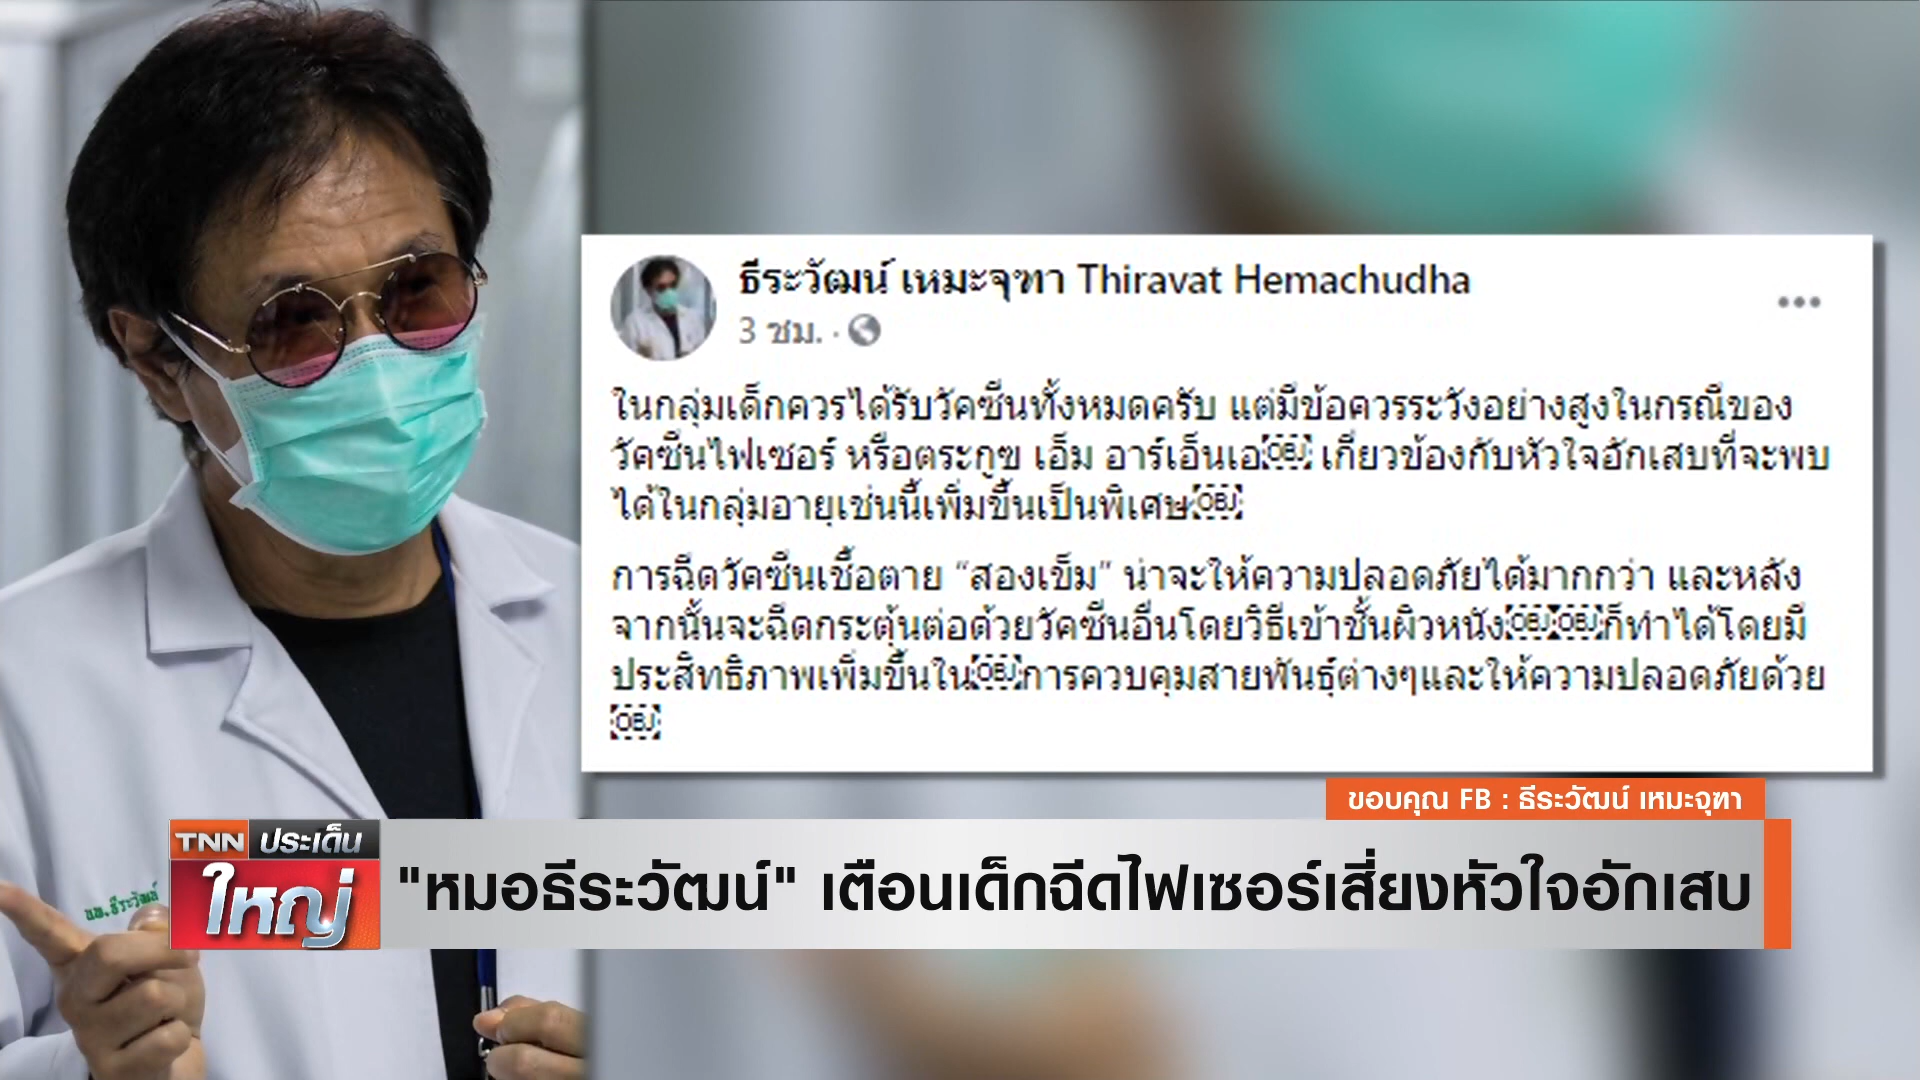 ธีระวัฒน์ เหมะจุฑา Thiravat Hemachudha
3 ชม. ·
ในกลุ่มเด็กควรได้รับวัคซีนทั้งหมดครับ แต่มีข้อควรระวังอย่างสูงในกรณีของ
วัคซีนไฟเซอร์ หรือตระกูฃ เอ็ม อาร์เอ็นเอ￼ เกี่ยวข้องกับหัวใจอักเสบที่จะพบ
ได้ในกลุ่มอายุเช่นนี้เพิ่มขึ้นเป็นพิเศษ￼
การฉีดวัคซีนเชื้อตาย “สองเข็ม” น่าจะให้ความปลอดภัยได้มากกว่า และหลัง
จากนั้นจะฉีดกระตุ้นต่อด้วยวัคซีนอื่นโดยวิธีเข้าชั้นผิวหนัง￼￼ก็ทำได้โดยมี
ประสิทธิภาพเพิ่มขึ้นใน￼การควบคุมสายพันธุ์ต่างๆและให้ความปลอดภัยด้วย
￼
ขอบคุณ FB : ธีระวัฒน์ เหมะจุฑา
TNN ประเด็น
ใหญ่
"หมอธีระวัฒน์" เตือนเด็กฉีดไฟเซอร์เสี่ยงหัวใจอักเสบ
นพ.ธีระวัฒน์